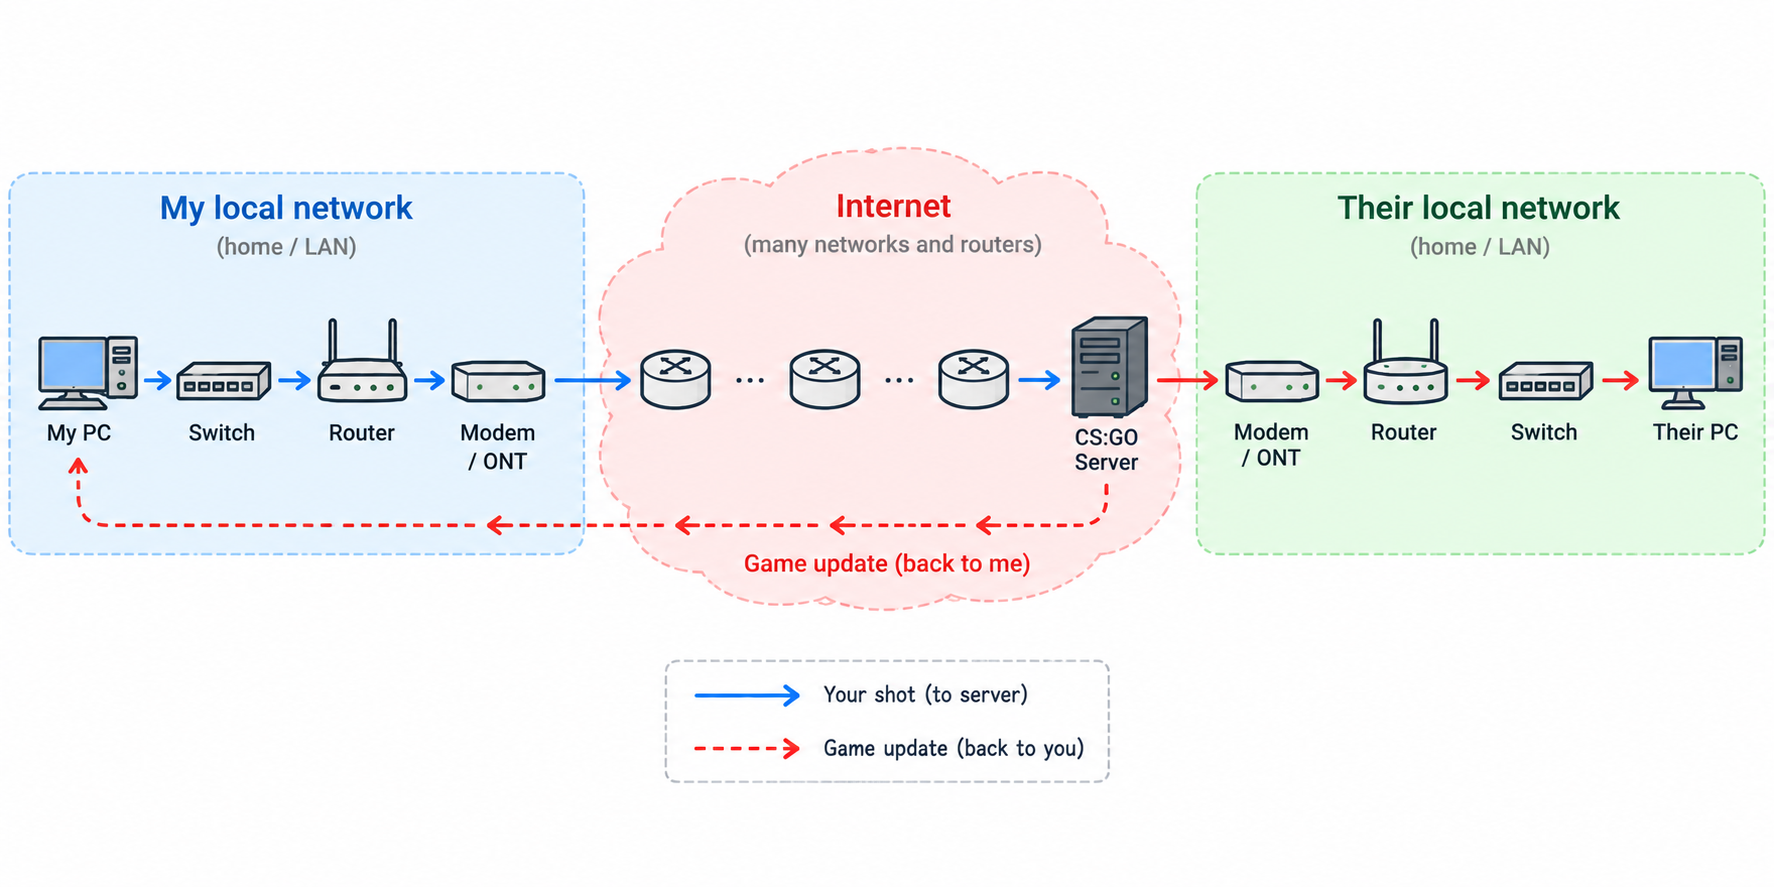 My local network
(home / LAN)
Internet
(many networks and routers)
Their local network
(home / LAN)
My PC
Switch
Router
Modem
/ ONT
...
...
CS:GO
Server
Modem
/ ONT
Router
Switch
Their PC
Game update (back to me)
Your shot (to server)
Game update (back to you)